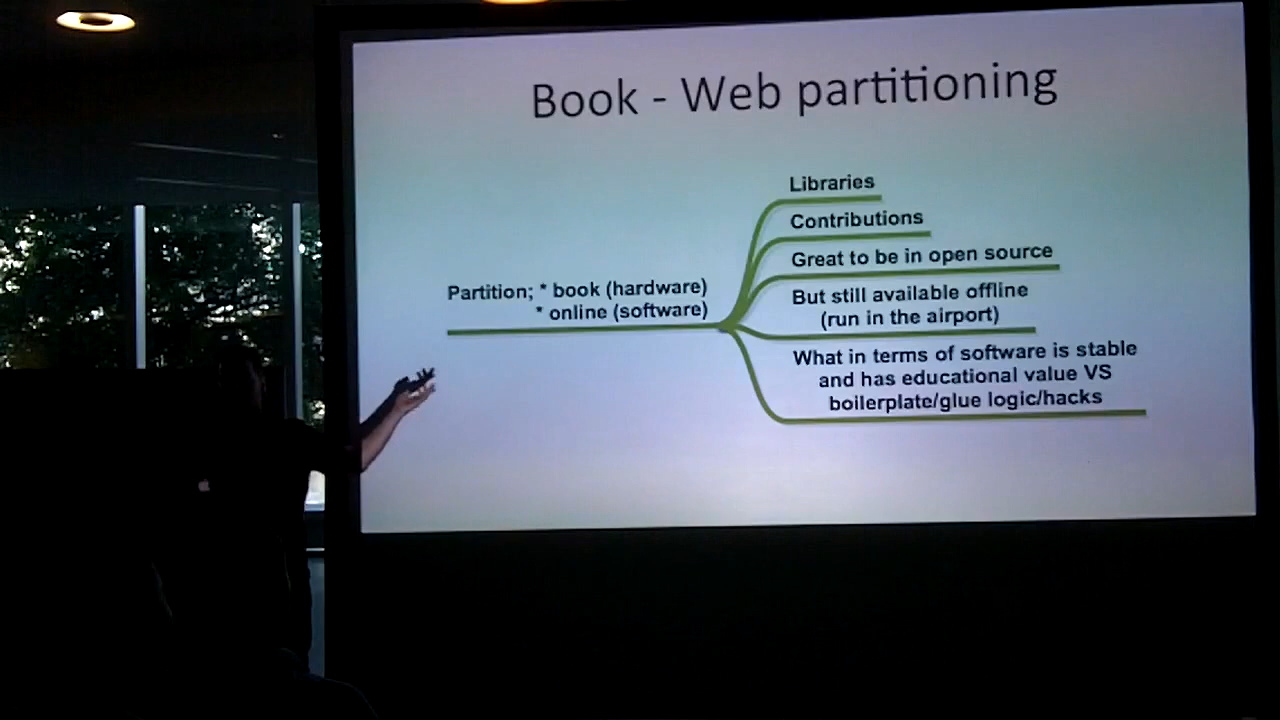 Book - Web partitioning
Partition; * book (hardware)
* online (software)
Libraries
Contributions
Great to be in open source
But still available offline
(run in the airport)
What in terms of software is stable
and has educational value VS
boilerplate/glue logic/hacks